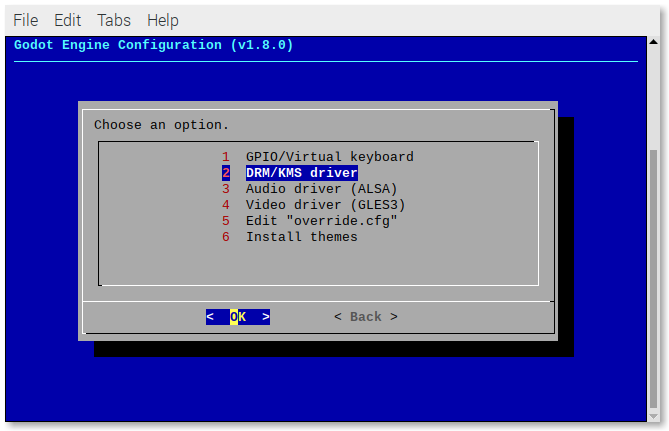 File Edit Tabs Help
Godot Engine Configuration (v1.8.0)
Choose an option.
1 GPIO/Virtual keyboard
2 DRM/KMS driver
3 Audio driver (ALSA)
4 Video driver (GLES3)
5 Edit "override.cfg"
6 Install themes
< OK > < Back >